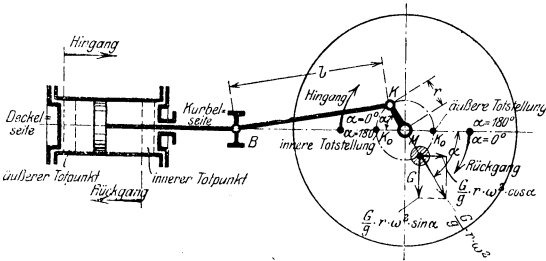 Hingang
Deckel=
seite
Kurbel=
seite
äußerer Totpunkt
innerer Totpunkt
Rückgang
B
l
Hingang
K
r
äußere Totstellung
α=0°
α=180°
K₀
α
M
K₀
α=180°
α=0°
innere Totstellung
Rückgang
G
α
G/g · r·ω² · cosα
G/g · r·ω² · sinα
G/g · r·ω²